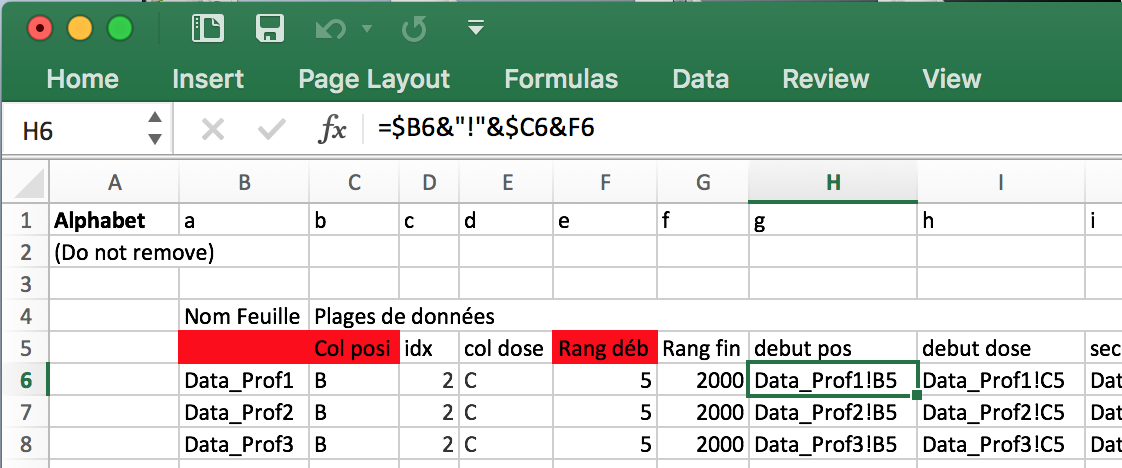 Home Insert Page Layout Formulas Data Review View
H6 fx =$B6&"!"&$C6&F6
A B C D E F G H I
1 Alphabet a b c d e f g h i
2 (Do not remove)
3
4 Nom Feuille Plages de données
5 Col posi idx col dose Rang déb Rang fin debut pos debut dose sec
6 Data_Prof1 B 2 C 5 2000 Data_Prof1!B5 Data_Prof1!C5 Dat
7 Data_Prof2 B 2 C 5 2000 Data_Prof2!B5 Data_Prof2!C5 Dat
8 Data_Prof3 B 2 C 5 2000 Data_Prof3!B5 Data_Prof3!C5 Dat